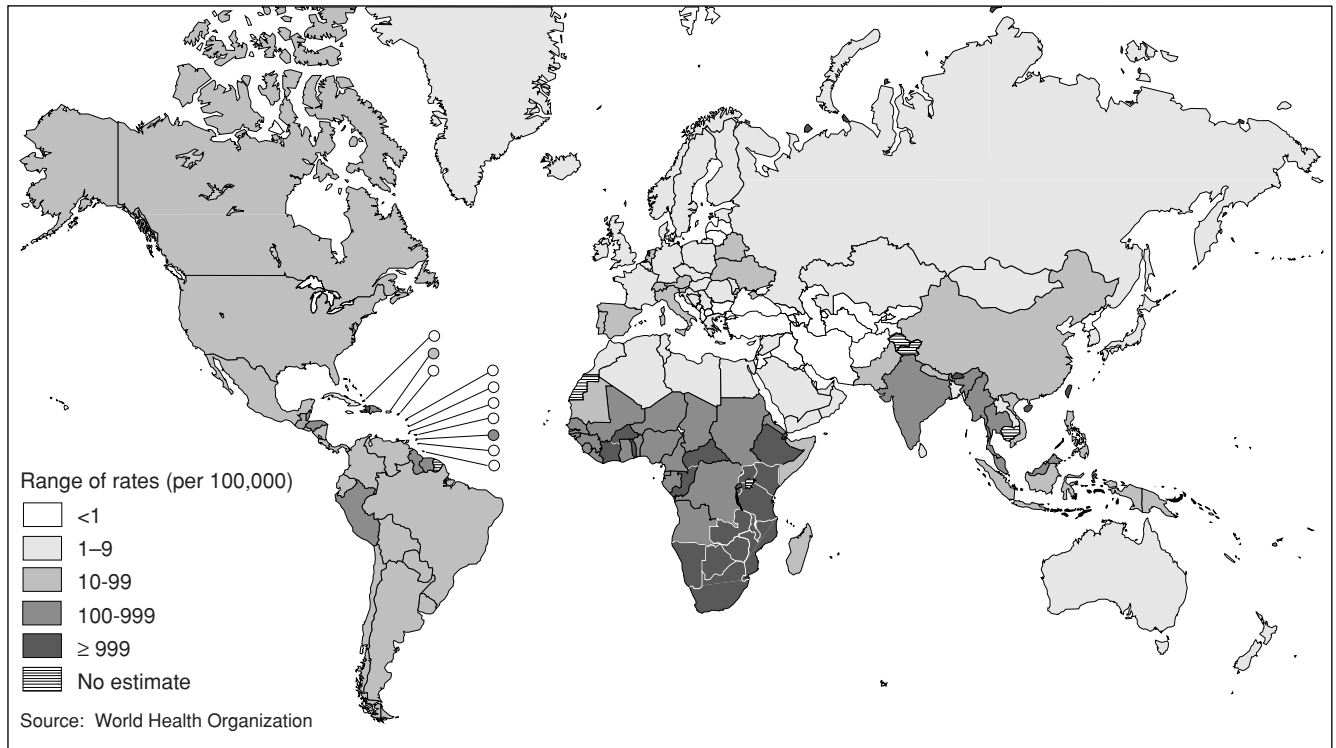 Range of rates (per 100,000)
<1
1–9
10-99
100-999
≥ 999
No estimate
Source: World Health Organization